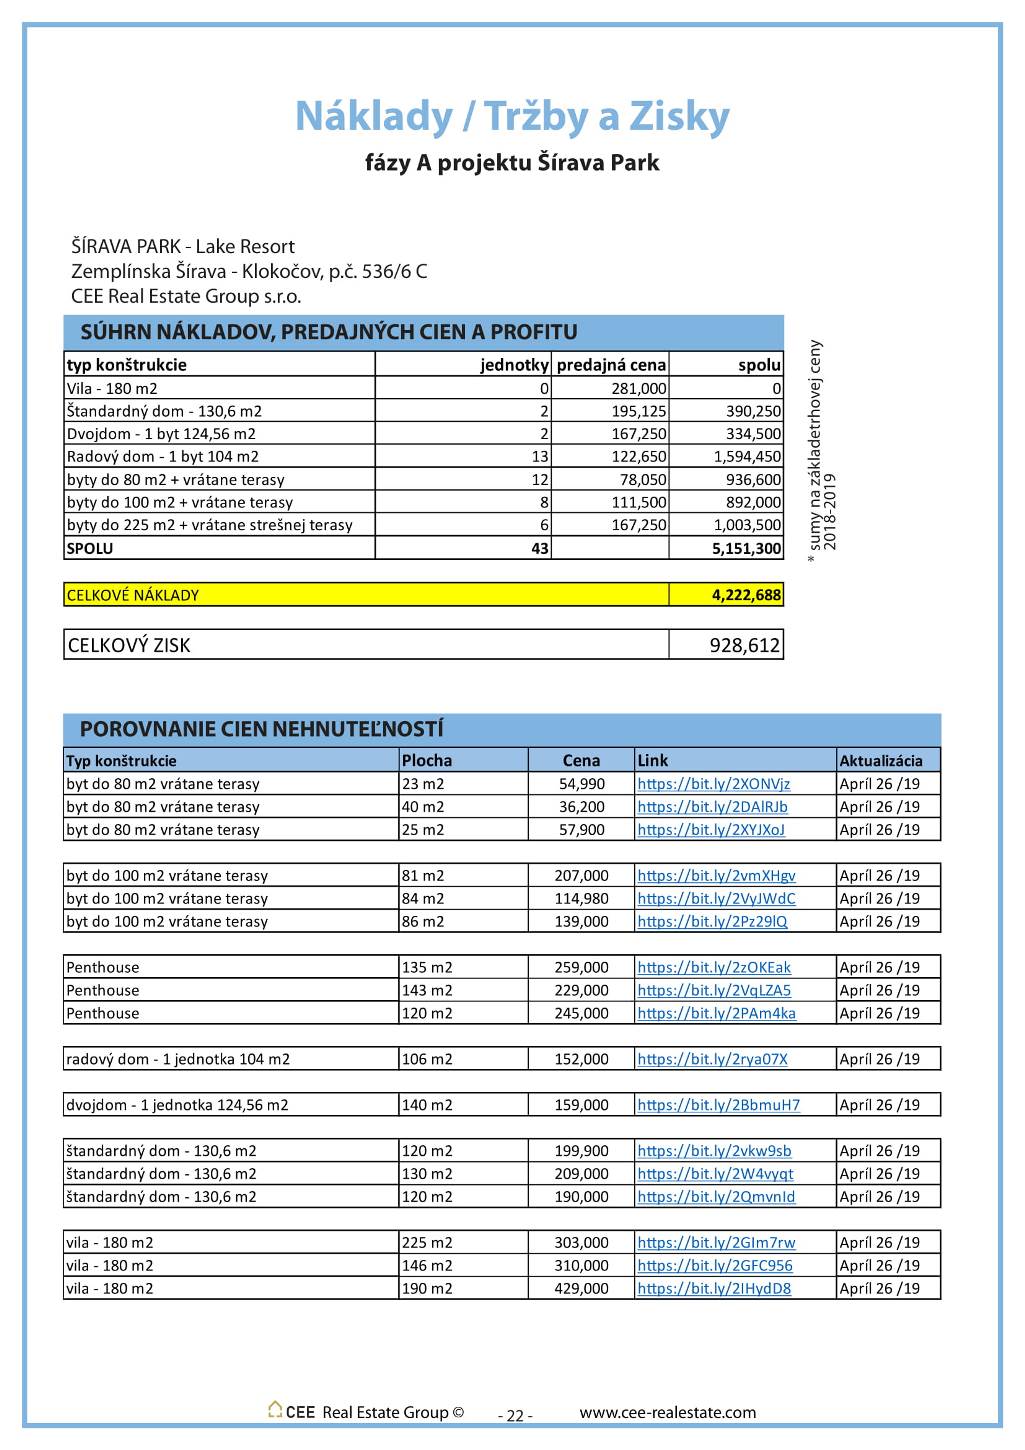 Náklady / Tržby a Zisky
fázy A projektu Šírava Park
ŠÍRAVA PARK - Lake Resort
Zemplínska Šírava - Klokočov, p.č. 536/6 C
CEE Real Estate Group s.r.o.
SÚHRN NÁKLADOV, PREDAJNÝCH CIEN A PROFITU
typ konštrukcie jednotky predajná cena spolu
Vila - 180 m2 0 281,000 0
Štandardný dom - 130,6 m2 2 195,125 390,250
Dvojdom - 1 byt 124,56 m2 2 167,250 334,500
Radový dom - 1 byt 104 m2 13 122,650 1,594,450
byty do 80 m2 + vrátane terasy 12 78,050 936,600
byty do 100 m2 + vrátane terasy 8 111,500 892,000
byty do 225 m2 + vrátane strešnej terasy 6 167,250 1,003,500
SPOLU 43 5,151,300
* sumy na základetrhovej ceny
2018-2019
CELKOVÉ NÁKLADY 4,222,688
CELKOVÝ ZISK 928,612
POROVNANIE CIEN NEHNUTEĽNOSTÍ
Typ konštrukcie Plocha Cena Link Aktualizácia
byt do 80 m2 vrátane terasy 23 m2 54,990 https://bit.ly/2XONVjz Apríl 26 /19
byt do 80 m2 vrátane terasy 40 m2 36,200 https://bit.ly/2DAlRJb Apríl 26 /19
byt do 80 m2 vrátane terasy 25 m2 57,900 https://bit.ly/2XYJXoJ Apríl 26 /19
byt do 100 m2 vrátane terasy 81 m2 207,000 https://bit.ly/2vmXHgv Apríl 26 /19
byt do 100 m2 vrátane terasy 84 m2 114,980 https://bit.ly/2VyJWdC Apríl 26 /19
byt do 100 m2 vrátane terasy 86 m2 139,000 https://bit.ly/2Pz29lQ Apríl 26 /19
Penthouse 135 m2 259,000 https://bit.ly/2zOKEak Apríl 26 /19
Penthouse 143 m2 229,000 https://bit.ly/2VqLZA5 Apríl 26 /19
Penthouse 120 m2 245,000 https://bit.ly/2PAm4ka Apríl 26 /19
radový dom - 1 jednotka 104 m2 106 m2 152,000 https://bit.ly/2rya07X Apríl 26 /19
dvojdom - 1 jednotka 124,56 m2 140 m2 159,000 https://bit.ly/2BbmuH7 Apríl 26 /19
štandardný dom - 130,6 m2 120 m2 199,900 https://bit.ly/2vkw9sb Apríl 26 /19
štandardný dom - 130,6 m2 130 m2 209,000 https://bit.ly/2W4vyqt Apríl 26 /19
štandardný dom - 130,6 m2 120 m2 190,000 https://bit.ly/2QmvnId Apríl 26 /19
vila - 180 m2 225 m2 303,000 https://bit.ly/2GIm7rw Apríl 26 /19
vila - 180 m2 146 m2 310,000 https://bit.ly/2GFC956 Apríl 26 /19
vila - 180 m2 190 m2 429,000 https://bit.ly/2IHydD8 Apríl 26 /19
CEE Real Estate Group © - 22 - www.cee-realestate.com